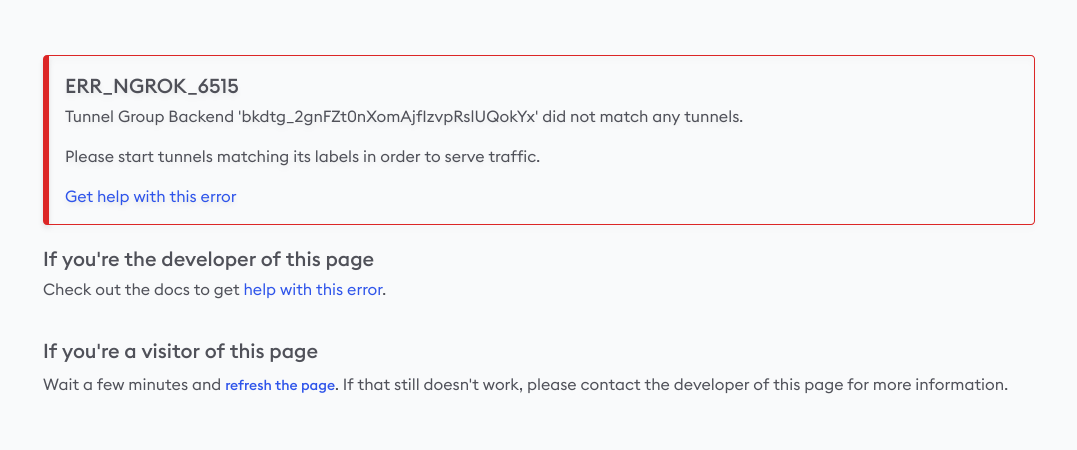 ERR_NGROK_6515
Tunnel Group Backend 'bkdtg_2gnFZt0nXomAjfIzvpRslUQokYx' did not match any tunnels.
Please start tunnels matching its labels in order to serve traffic.
Get help with this error
If you're the developer of this page
Check out the docs to get help with this error.
If you're a visitor of this page
Wait a few minutes and refresh the page. If that still doesn't work, please contact the developer of this page for more information.